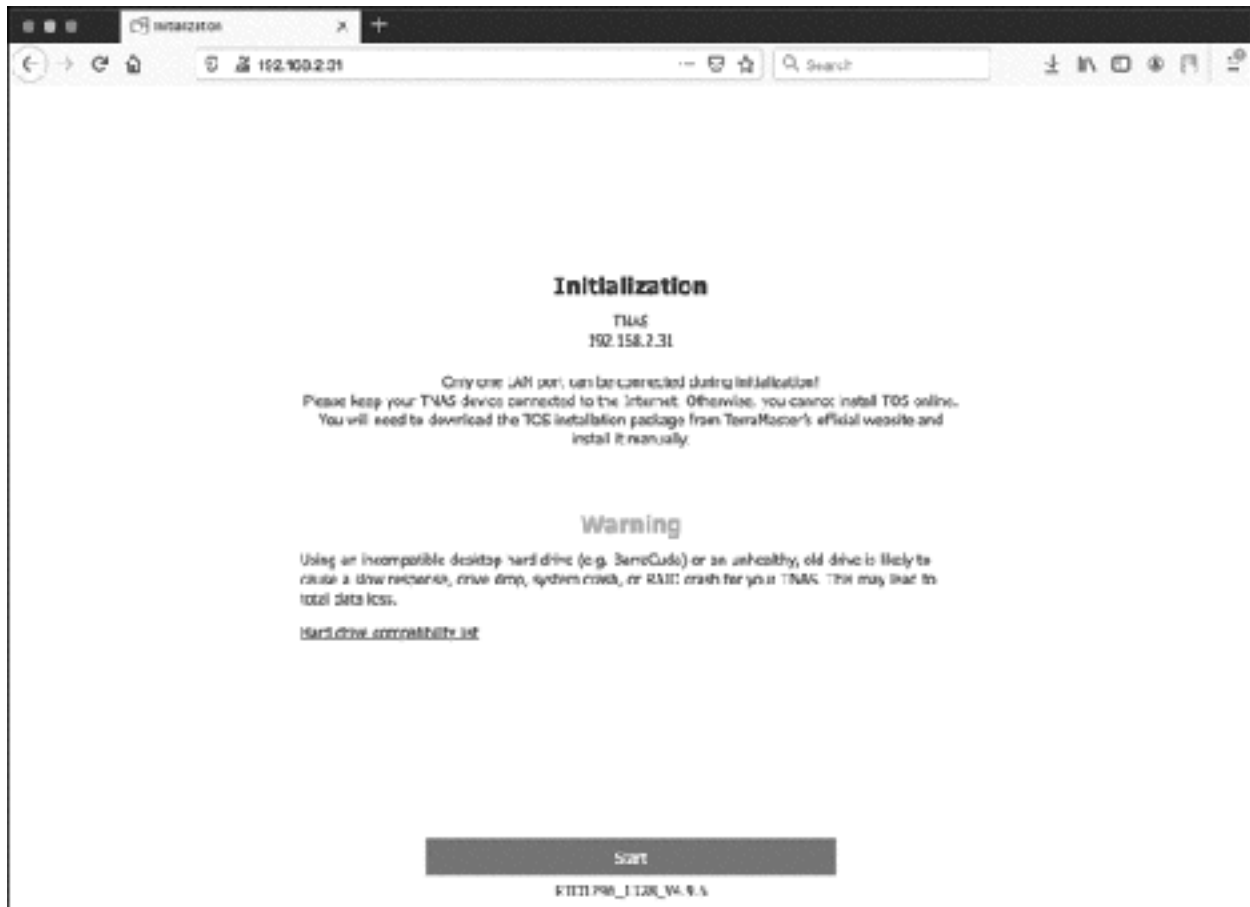 Initialization
Search
Initialization
TNAS
Only one LAN port can be connected during initialization!
Please keep your TNAS device connected to the Internet. Otherwise, you cannot install TOS online.
You will need to download the TOS installation package from TerraMaster's official website and
install it manually.
Warning
Using an incompatible desktop hard drive (e.g. BarraCuda) or an unhealthy, old drive is likely to
cause a slow response, drive drop, system crash, or RAID crash for your TNAS. This may lead to
total data loss.
Hard drive compatibility list
Start